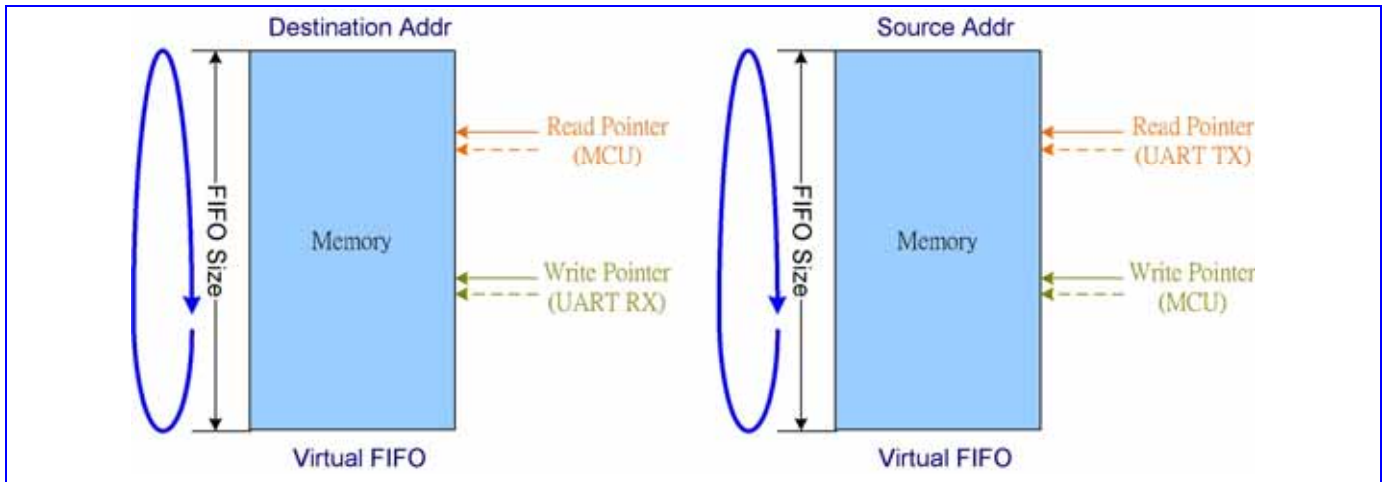 Destination Addr
FIFO Size
Memory
Read Pointer
(MCU)
Write Pointer
(UART RX)
Virtual FIFO
Source Addr
FIFO Size
Memory
Read Pointer
(UART TX)
Write Pointer
(MCU)
Virtual FIFO